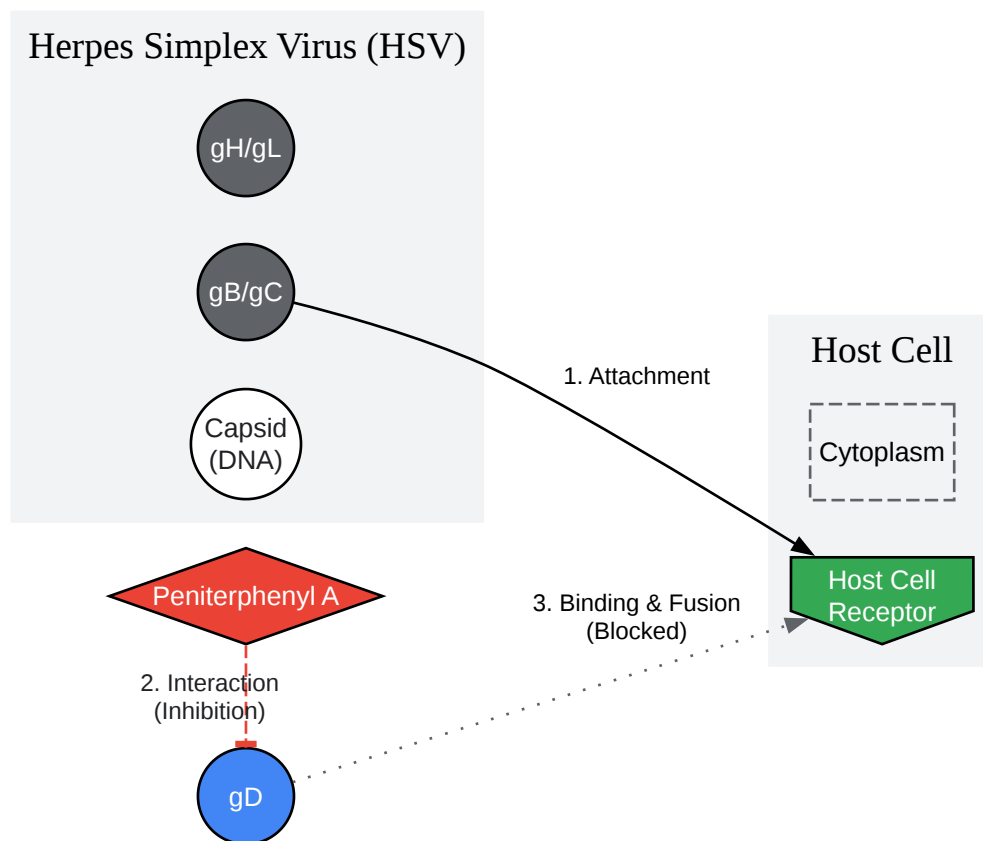 Herpes Simplex Virus (HSV)
gH/gL
gB/gC
Capsid
(DNA)
1. Attachment
Host Cell
Cytoplasm
Host Cell
Receptor
Peniterphenyl A
3. Binding & Fusion
(Blocked)
2. Interaction
(Inhibition)
gD